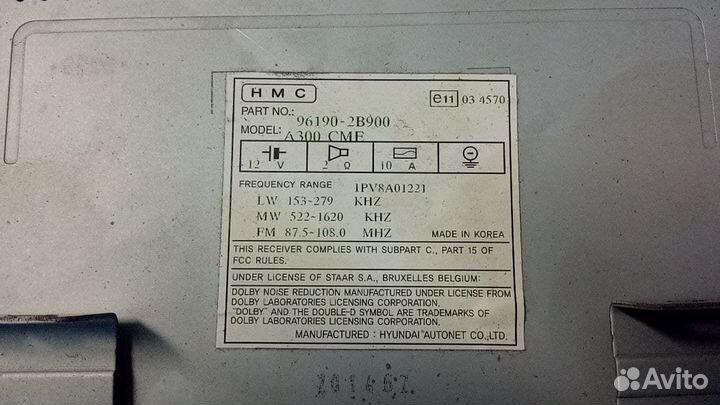 HMC
e11 03 4570
PART NO.: 96190-2B900
MODEL: A300 CME
12 V 2 Ω 10 A
FREQUENCY RANGE 1PV8A01221
LW 153~279 KHZ
MW 522~1620 KHZ
FM 87.5~108.0 MHZ MADE IN KOREA
THIS RECEIVER COMPLIES WITH SUBPART C., PART 15 OF
FCC RULES.
UNDER LICENSE OF STAAR S.A., BRUXELLES BELGIUM:
DOLBY NOISE REDUCTION MANUFACTURED UNDER LICENSE FROM
DOLBY LABORATORIES LICENSING CORPORATION.
"DOLBY" AND THE DOUBLE-D SYMBOL ARE TRADEMARKS OF
DOLBY LABORATORIES LICENSING CORPORATION.
MANUFACTURED : HYUNDAI AUTONET CO.,LTD.
Avito